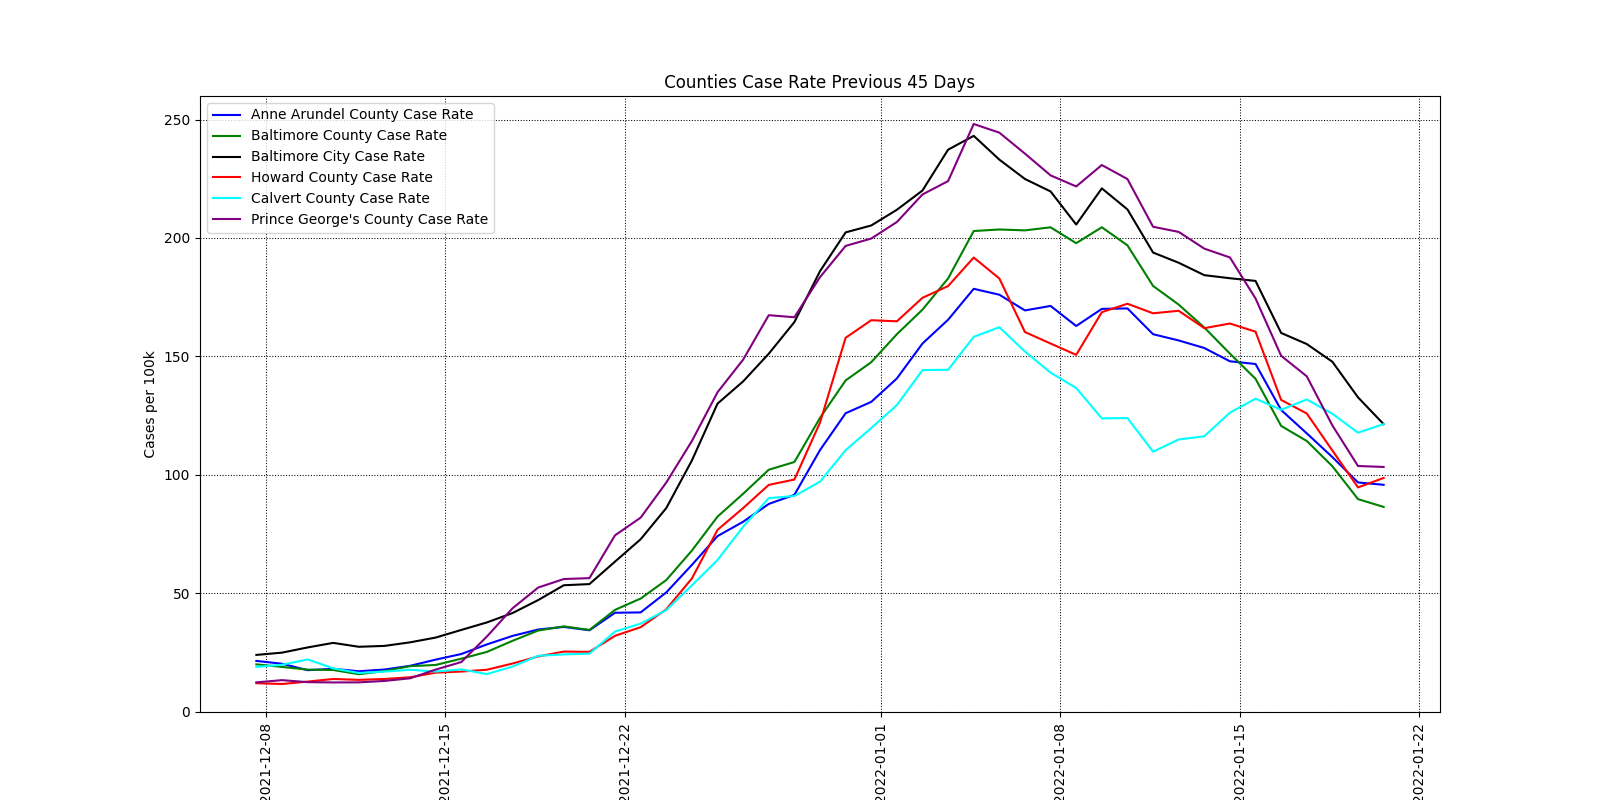 Counties Case Rate Previous 45 Days
Anne Arundel County Case Rate
Baltimore County Case Rate
Baltimore City Case Rate
Howard County Case Rate
Calvert County Case Rate
Prince George's County Case Rate
Cases per 100k
250
200
150
100
50
0
2021-12-08
2021-12-15
2021-12-22
2022-01-01
2022-01-08
2022-01-15
2022-01-22